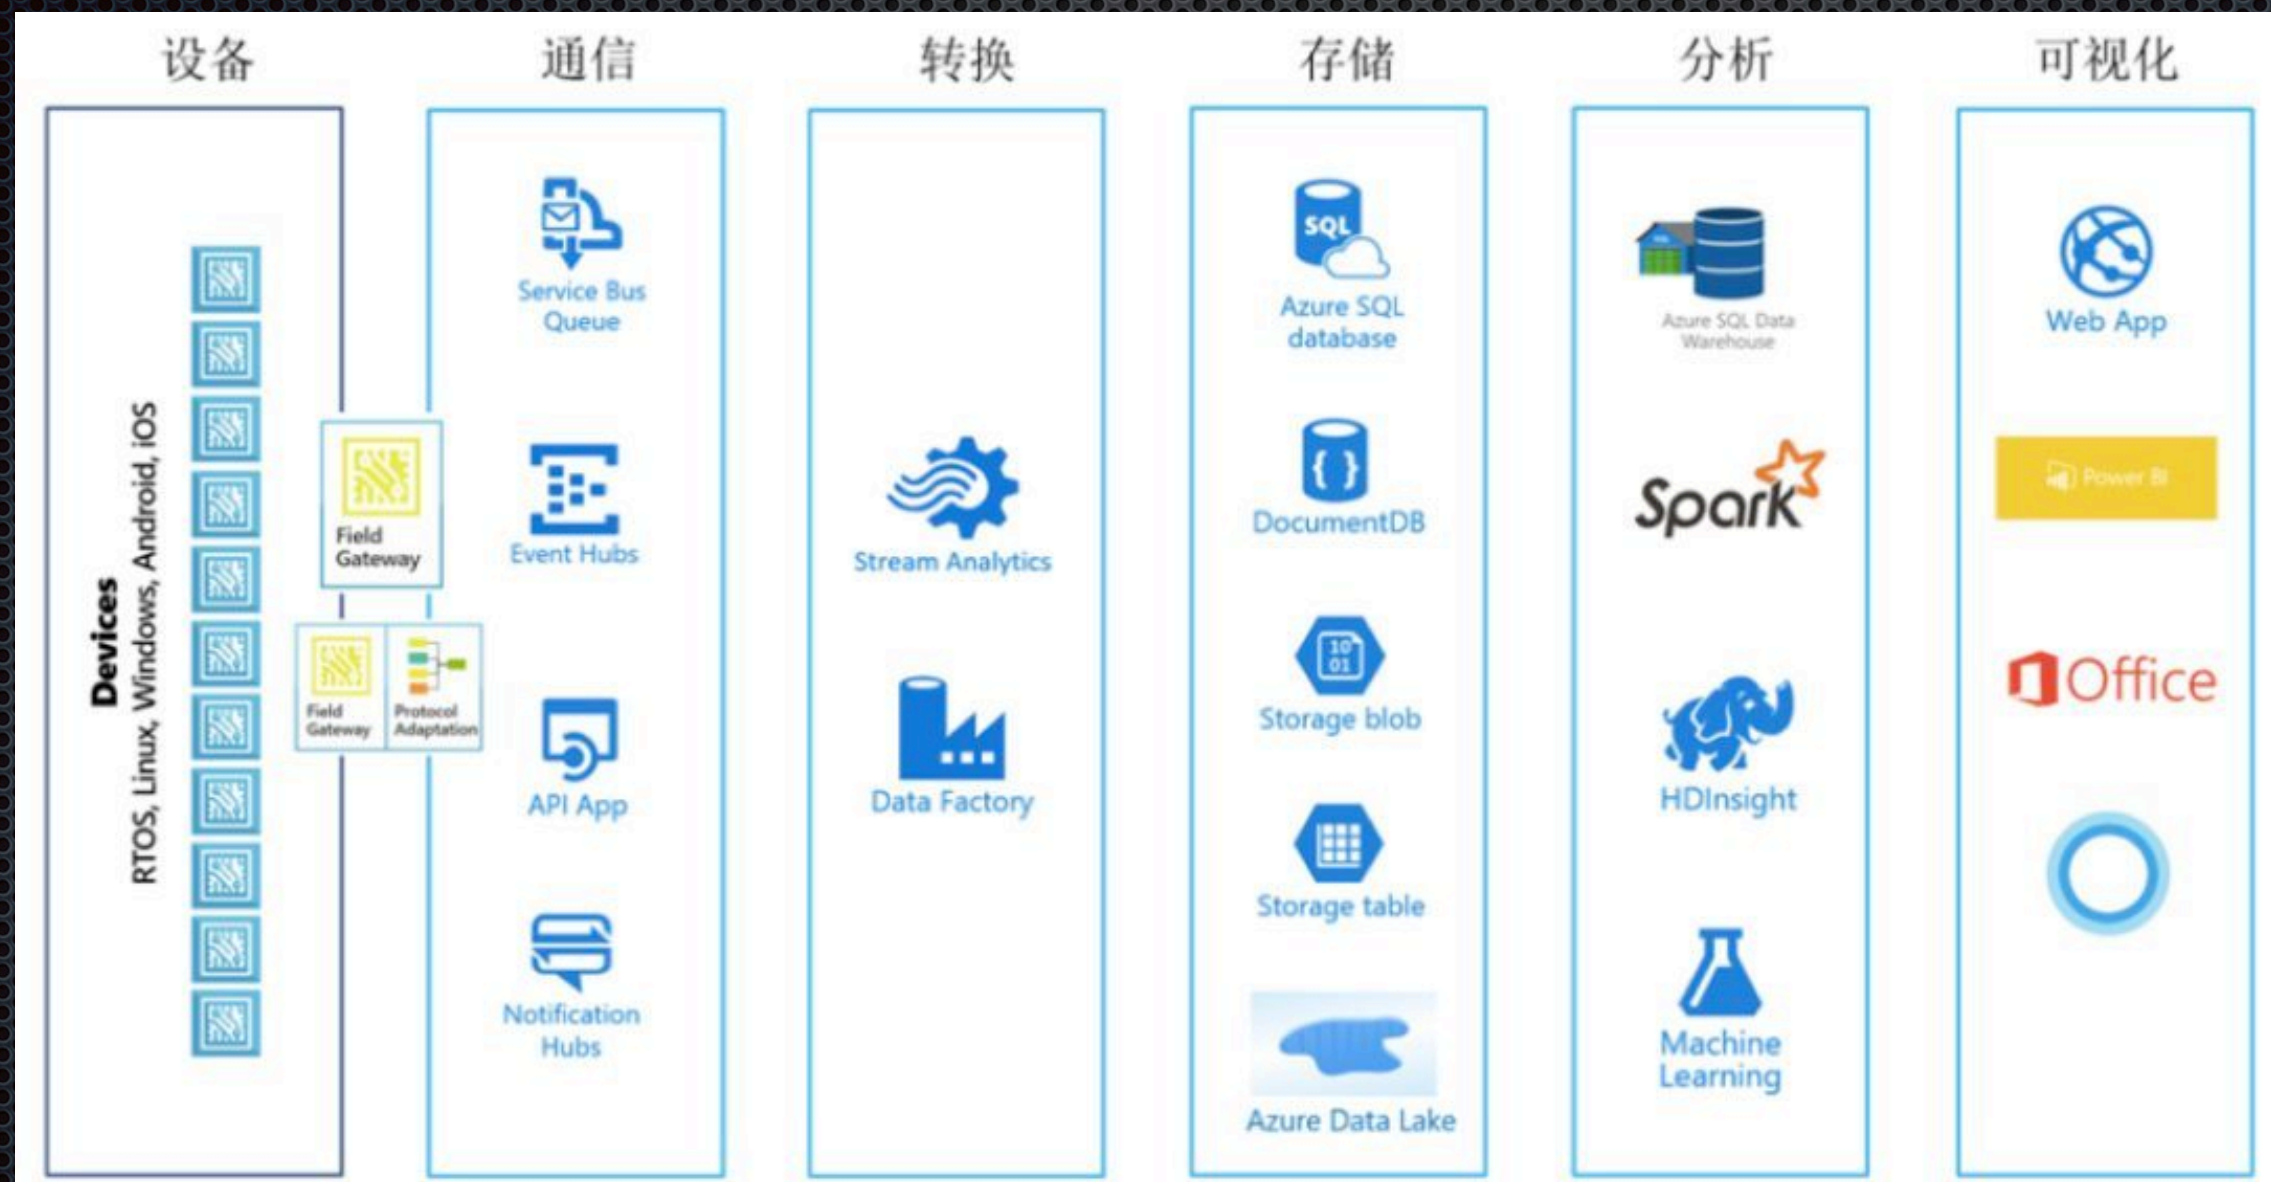 设备
通信
转换
存储
分析
可视化
Devices
RTOS, Linux, Windows, Android, iOS
Field
Gateway
Field
Gateway
Protocol
Adaptation
Service Bus
Queue
Event Hubs
API App
Notification
Hubs
Stream Analytics
Data Factory
SQL
Azure SQL
database
{ }
DocumentDB
10
01
Storage blob
Storage table
Azure Data Lake
Azure SQL Data
Warehouse
Spark
HDInsight
Machine
Learning
Web App
Power BI
Office